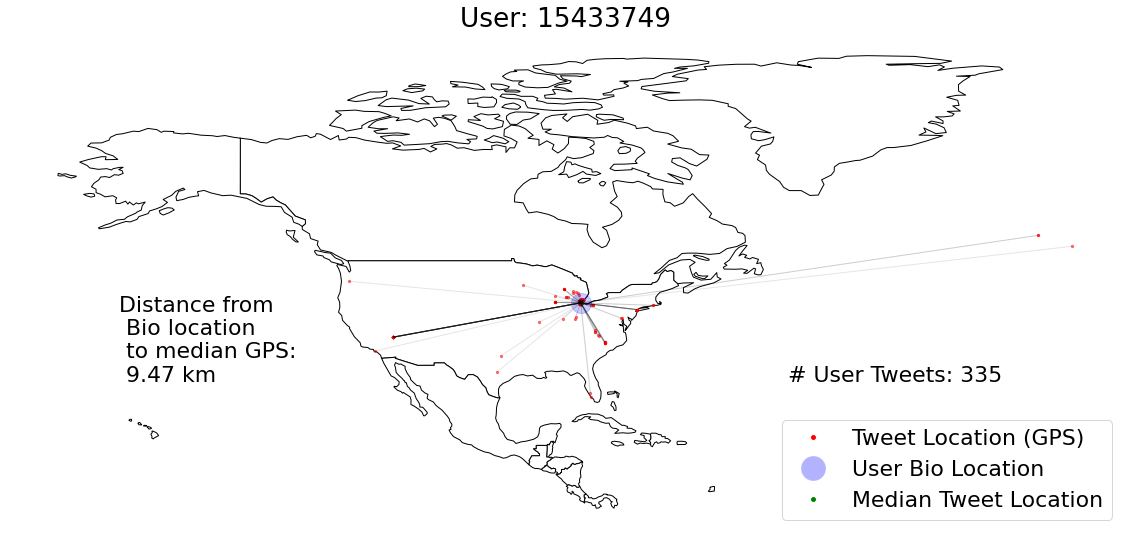 User: 15433749
Distance from
Bio location
to median GPS:
9.47 km
# User Tweets: 335
Tweet Location (GPS)
User Bio Location
Median Tweet Location